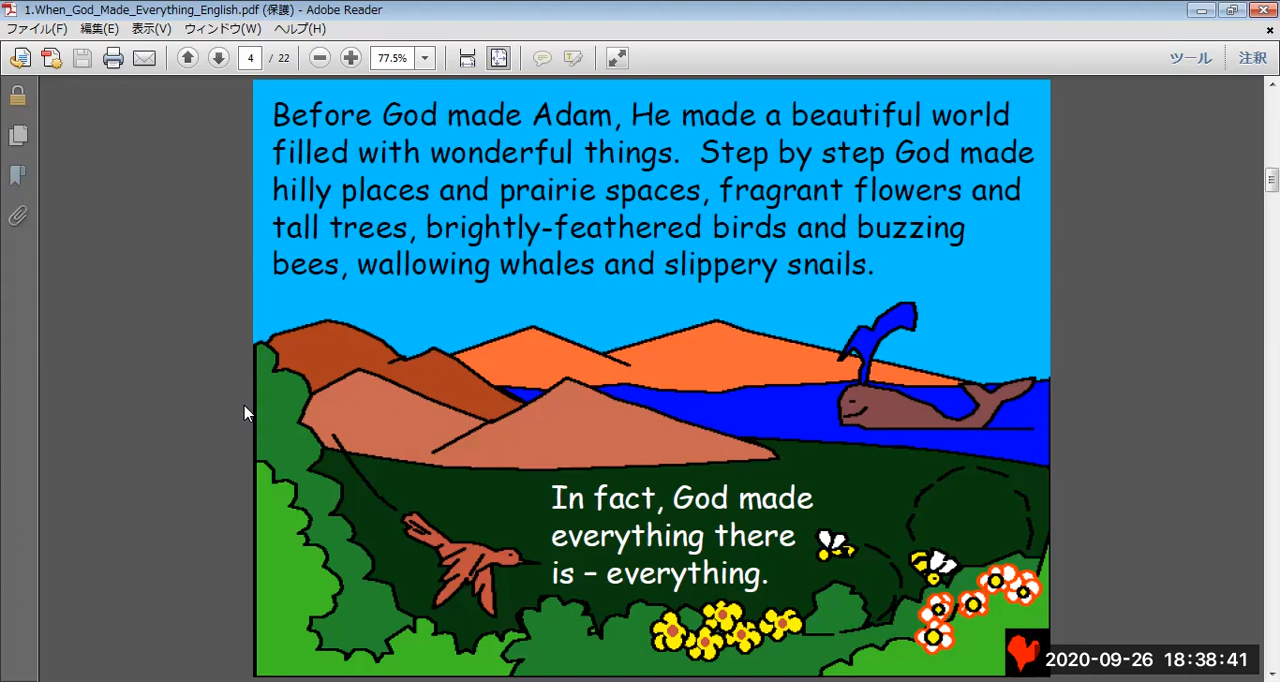 1.When_God_Made_Everything_English.pdf (保護) - Adobe Reader
ファイル(F) 編集(E) 表示(V) ウィンドウ(W) ヘルプ(H)
4 / 22 77.5% ツール 注釈
Before God made Adam, He made a beautiful world
filled with wonderful things. Step by step God made
hilly places and prairie spaces, fragrant flowers and
tall trees, brightly-feathered birds and buzzing
bees, wallowing whales and slippery snails.
In fact, God made
everything there
is – everything.
2020-09-26 18:38:41